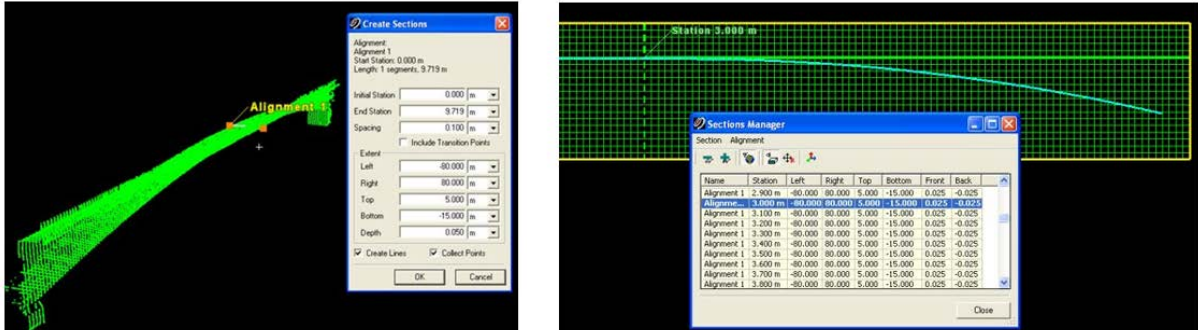 Create Sections
Alignment:
Alignment 1
Start Station: 0.000 m
Length: 1 segments, 9.719 m
Initial Station 0.000 m
End Station 9.719 m
Spacing 0.100 m
Include Transition Points
Extent
Left -80.000 m
Right 80.000 m
Top 5.000 m
Bottom -15.000 m
Depth 0.050 m
Create Lines Collect Points
OK Cancel
Alignment 1
Station 3.000 m
Sections Manager
Section Alignment
Name Station Left Right Top Bottom Front Back
Alignment 1 2.900 m -80.000 80.000 5.000 -15.000 0.025 -0.025
Alignme... 3.000 m -80.000 80.000 5.000 -15.000 0.025 -0.025
Alignment 1 3.100 m -80.000 80.000 5.000 -15.000 0.025 -0.025
Alignment 1 3.200 m -80.000 80.000 5.000 -15.000 0.025 -0.025
Alignment 1 3.300 m -80.000 80.000 5.000 -15.000 0.025 -0.025
Alignment 1 3.400 m -80.000 80.000 5.000 -15.000 0.025 -0.025
Alignment 1 3.500 m -80.000 80.000 5.000 -15.000 0.025 -0.025
Alignment 1 3.600 m -80.000 80.000 5.000 -15.000 0.025 -0.025
Alignment 1 3.700 m -80.000 80.000 5.000 -15.000 0.025 -0.025
Alignment 1 3.800 m -80.000 80.000 5.000 -15.000 0.025 -0.025
Close